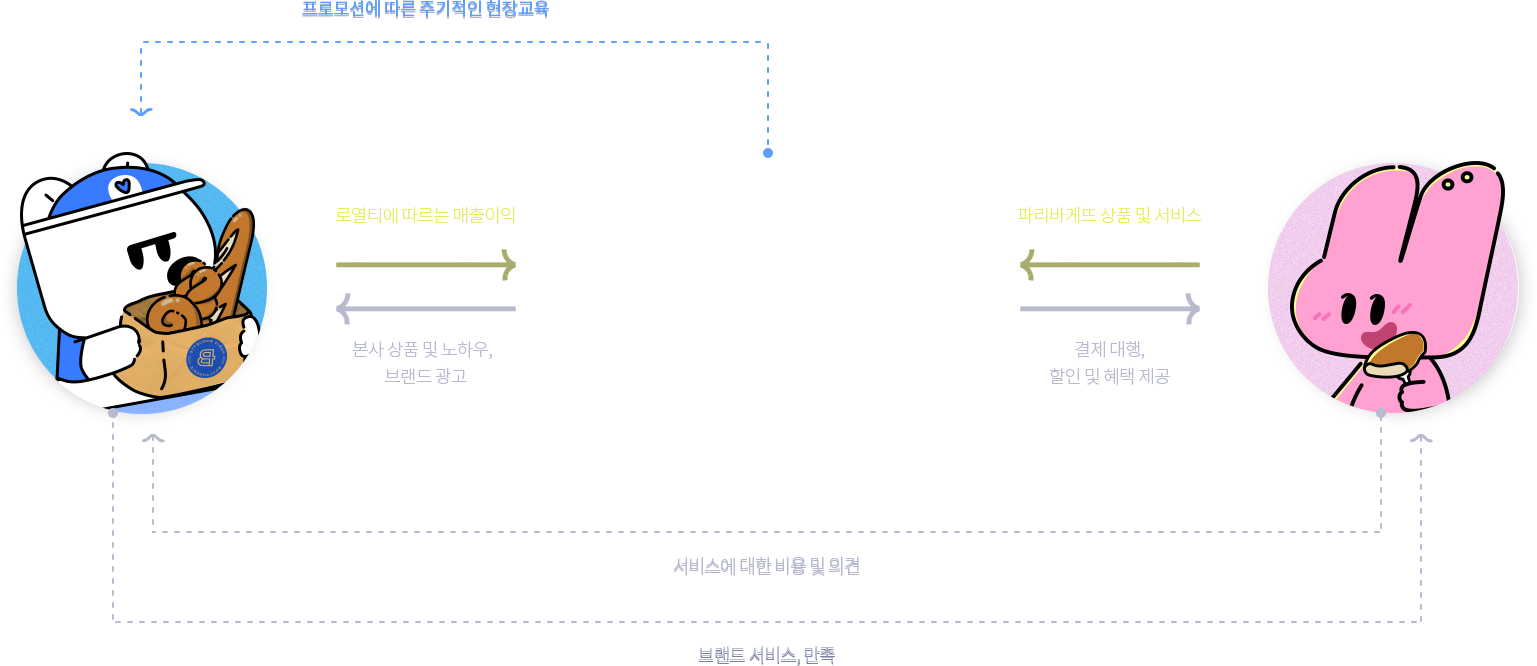 프로모션에 따른 주기적인 현장교육
로열티에 따르는 매출이익
파리바게뜨 상품 및 서비스
본사 상품 및 노하우,
브랜드 광고
결제 대행,
할인 및 혜택 제공
서비스에 대한 비용 및 의견
브랜트 서비스, 만족